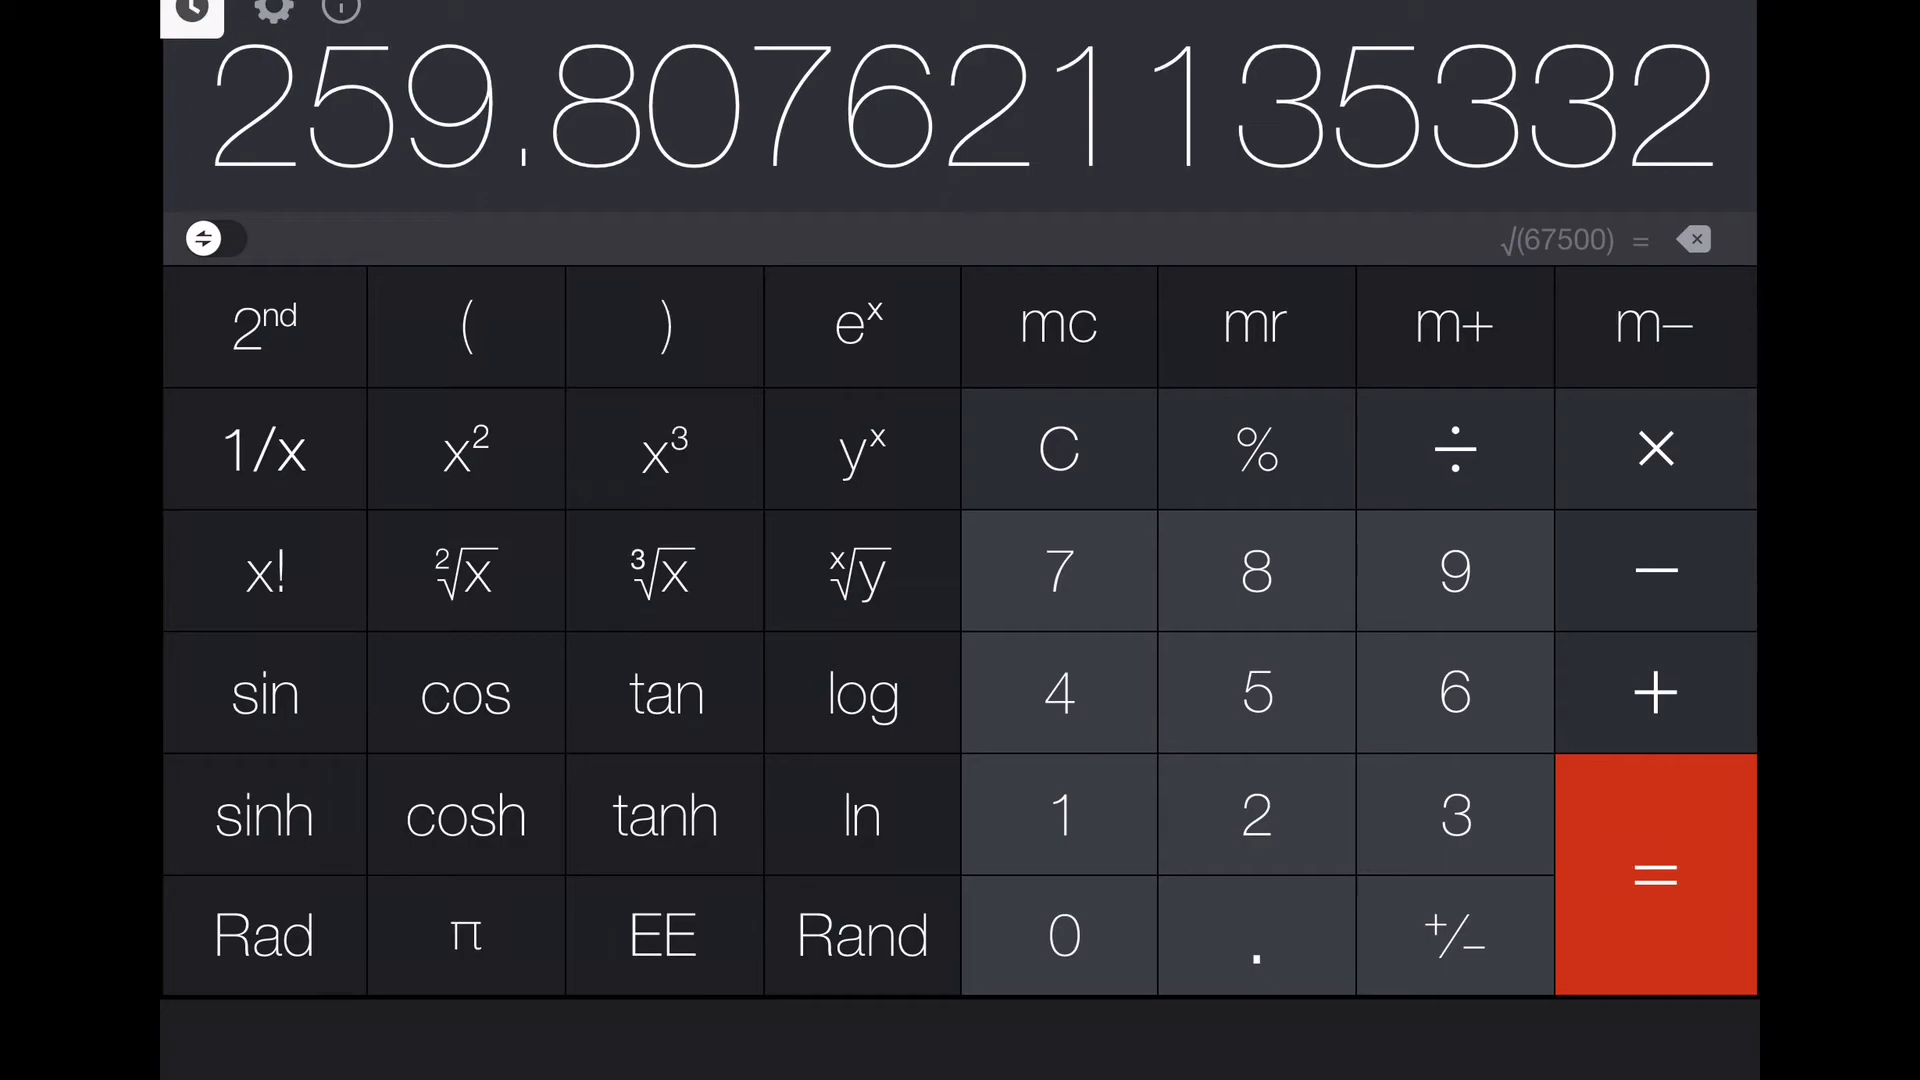 259.807621135332
√(67500) =
2nd ( ) eˣ mc mr m+ m–
1/x x² x³ yˣ C % ÷ ×
x! ²√x ³√x ˣ√y 7 8 9 –
sin cos tan log 4 5 6 +
sinh cosh tanh ln 1 2 3 =
Rad π EE Rand 0 . +/–